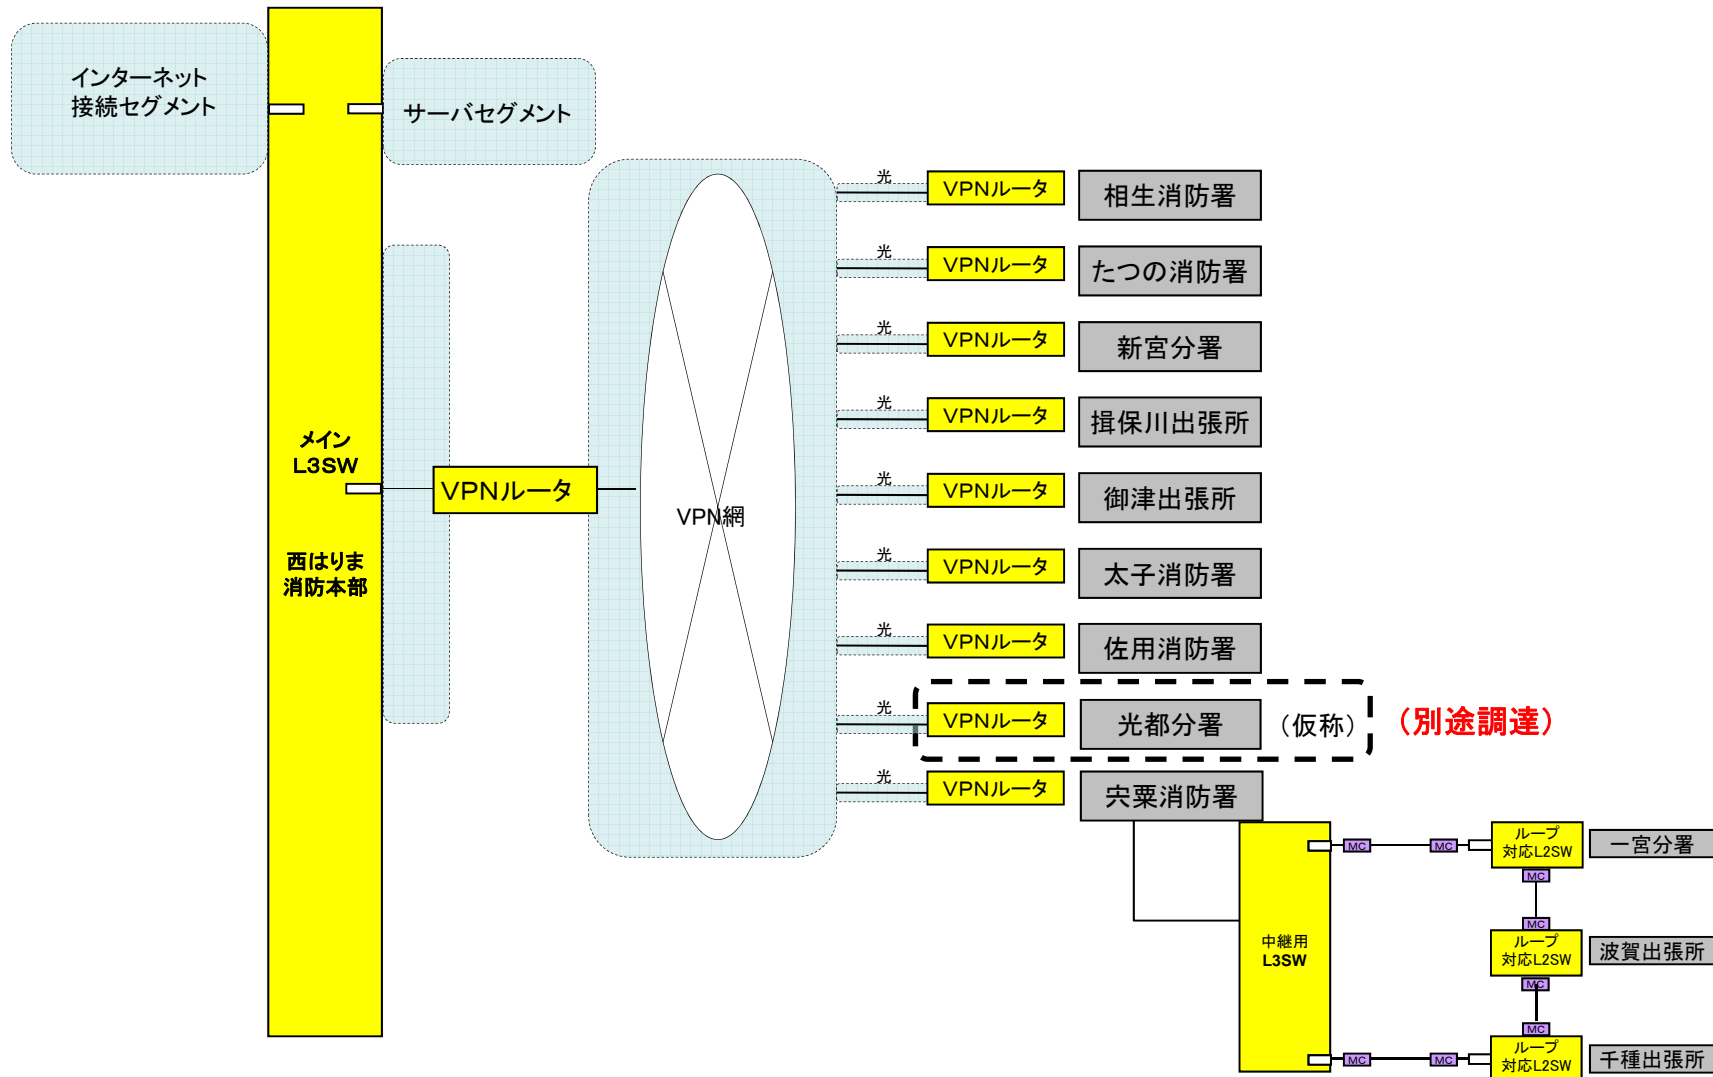 インターネット
接続セグメント
サーバセグメント
光
VPNルータ
相生消防署
光
VPNルータ
たつの消防署
光
VPNルータ
新宮分署
光
VPNルータ
揖保川出張所
メイン
L3SW
VPNルータ
VPN網
光
VPNルータ
御津出張所
西はりま
消防本部
光
VPNルータ
太子消防署
光
VPNルータ
佐用消防署
光
VPNルータ
光都分署
（仮称）
（別途調達）
光
VPNルータ
宍粟消防署
中継用
L3SW
MC
MC
ループ
対応L2SW
一宮分署
MC
MC
ループ
対応L2SW
波賀出張所
MC
MC
MC
MC
ループ
対応L2SW
千種出張所